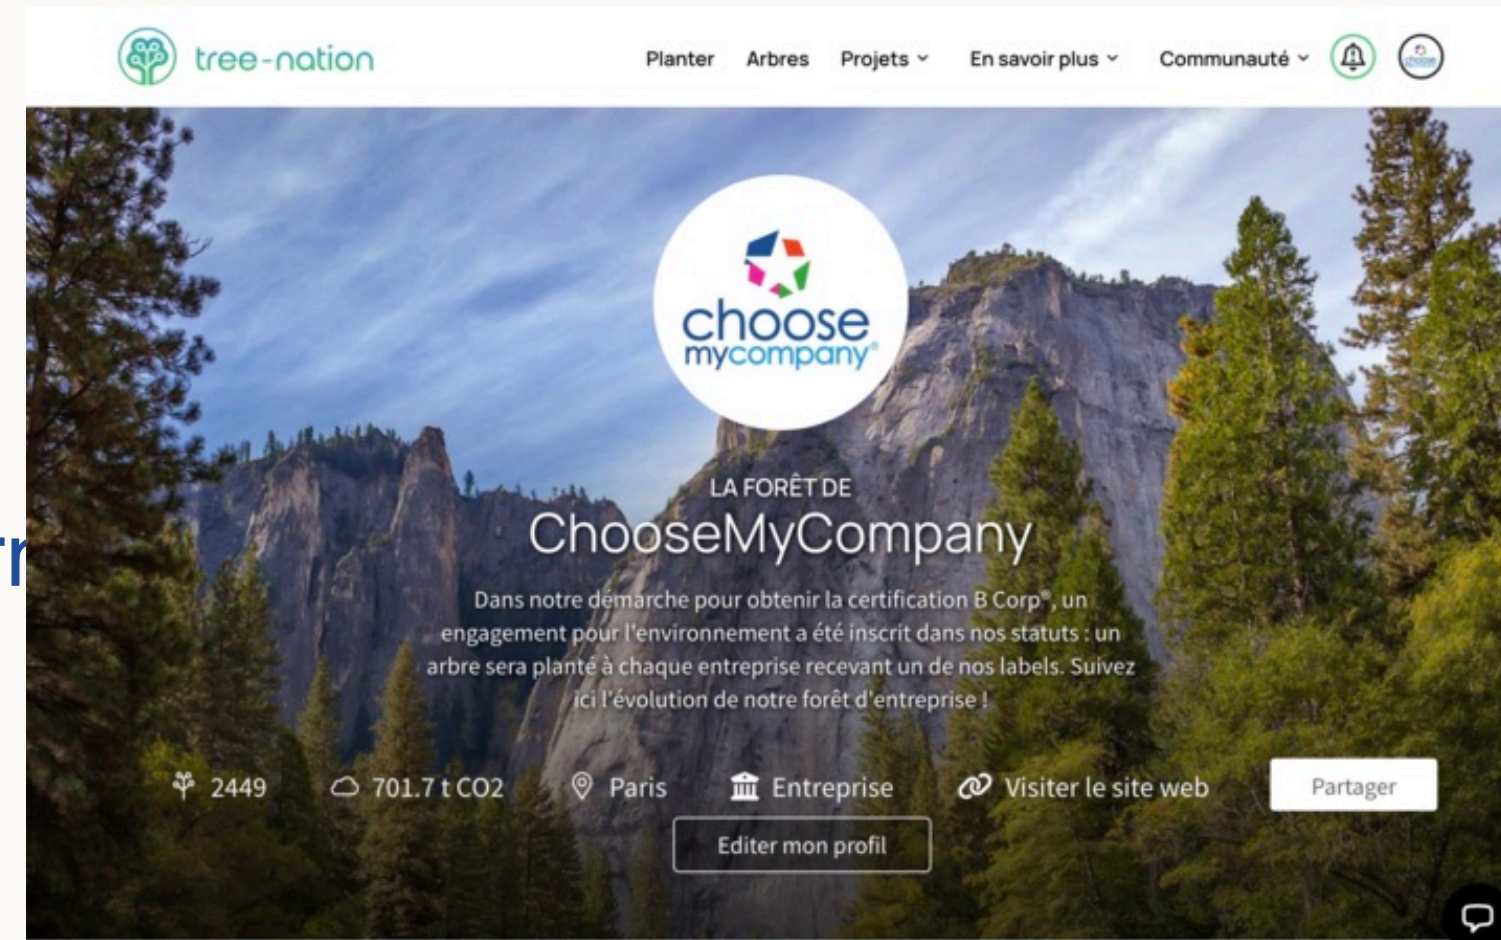 tree-nation
Planter Arbres Projets En savoir plus Communauté
choose
mycompany®
LA FORÊT DE
ChooseMyCompany
Dans notre démarche pour obtenir la certification B Corp®, un
engagement pour l'environnement a été inscrit dans nos statuts : un
arbre sera planté à chaque entreprise recevant un de nos labels. Suivez
ici l'évolution de notre forêt d'entreprise !
2449 701.7 t CO2 Paris Entreprise Visiter le site web Partager
Editer mon profil